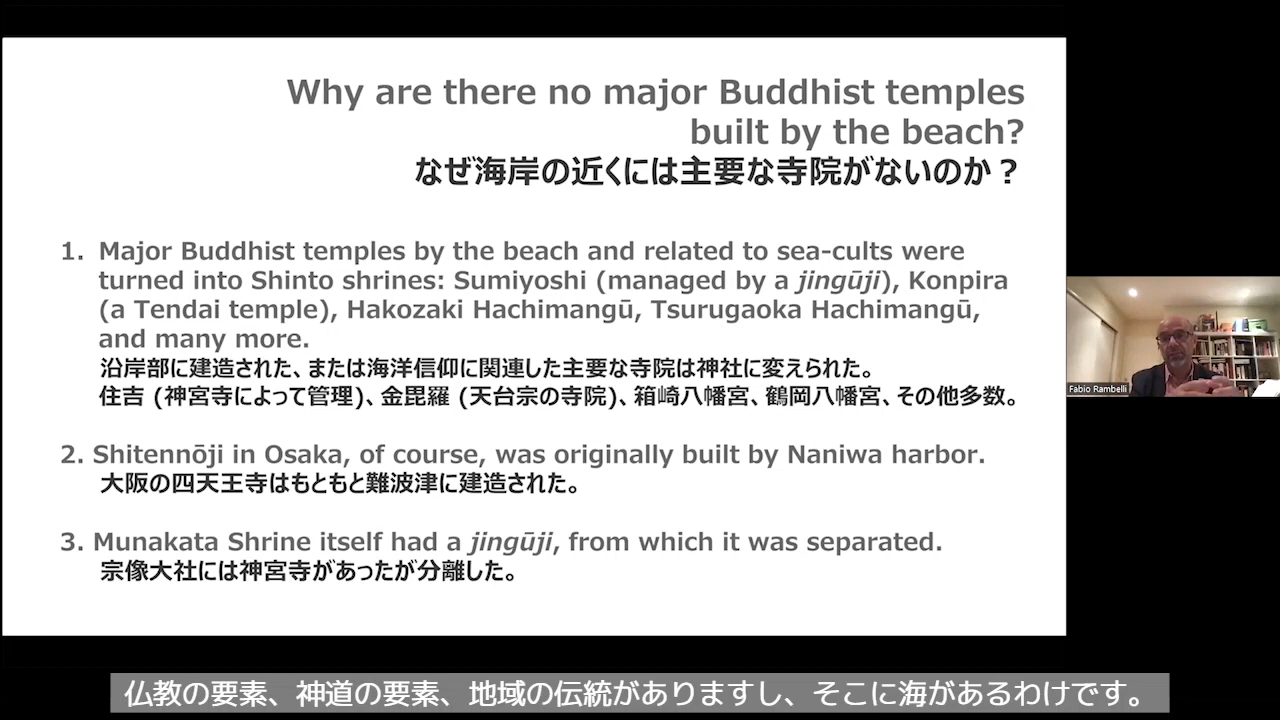 Why are there no major Buddhist temples
built by the beach?
なぜ海岸の近くには主要な寺院がないのか？
1. Major Buddhist temples by the beach and related to sea-cults were
turned into Shinto shrines: Sumiyoshi (managed by a jingūji), Konpira
(a Tendai temple), Hakozaki Hachimangū, Tsurugaoka Hachimangū,
and many more.
沿岸部に建造された、または海洋信仰に関連した主要な寺院は神社に変えられた。
住吉 (神宮寺によって管理)、金毘羅 (天台宗の寺院)、箱崎八幡宮、鶴岡八幡宮、その他多数。
2. Shitennōji in Osaka, of course, was originally built by Naniwa harbor.
大阪の四天王寺はもともと難波津に建造された。
3. Munakata Shrine itself had a jingūji, from which it was separated.
宗像大社には神宮寺があったが分離した。
Fabio Rambelli
仏教の要素、神道の要素、地域の伝統がありますし、そこに海があるわけです。